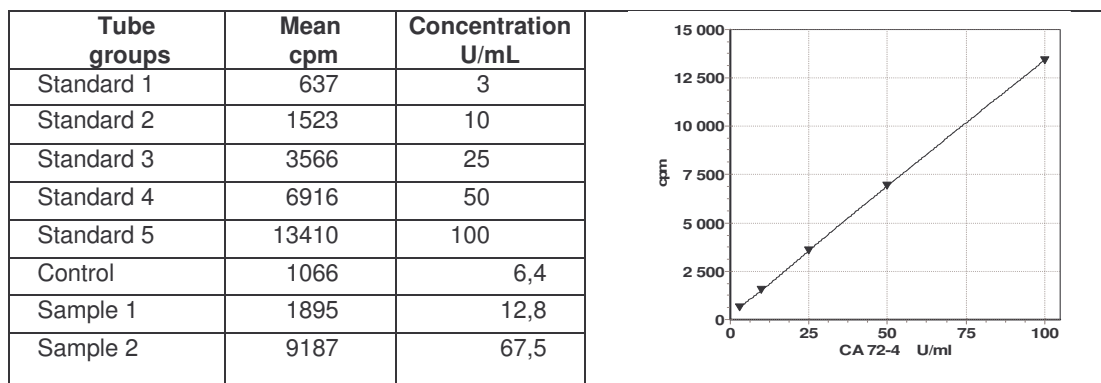 Tube groups Mean cpm Concentration U/mL
Standard 1 637 3
Standard 2 1523 10
Standard 3 3566 25
Standard 4 6916 50
Standard 5 13410 100
Control 1066 6,4
Sample 1 1895 12,8
Sample 2 9187 67,5
15 000
12 500
10 000
7 500
5 000
2 500
0
cpm
0 25 50 75 100
CA 72-4 U/ml